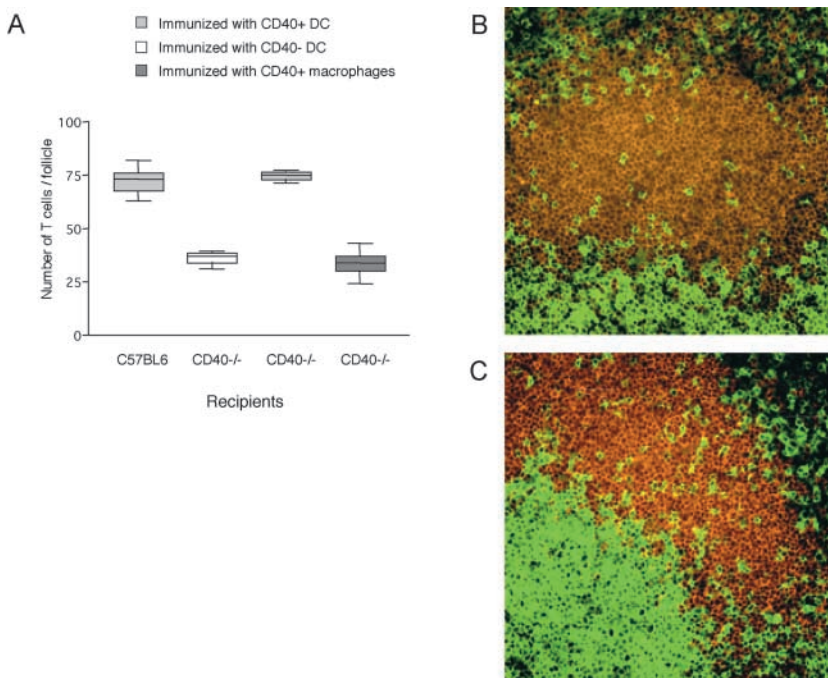 A
Immunized with CD40+ DC
Immunized with CD40- DC
Immunized with CD40+ macrophages
Number of T cells / follicle
100
75
50
25
0
C57BL6 CD40-/- CD40-/- CD40-/-
Recipients
B
C